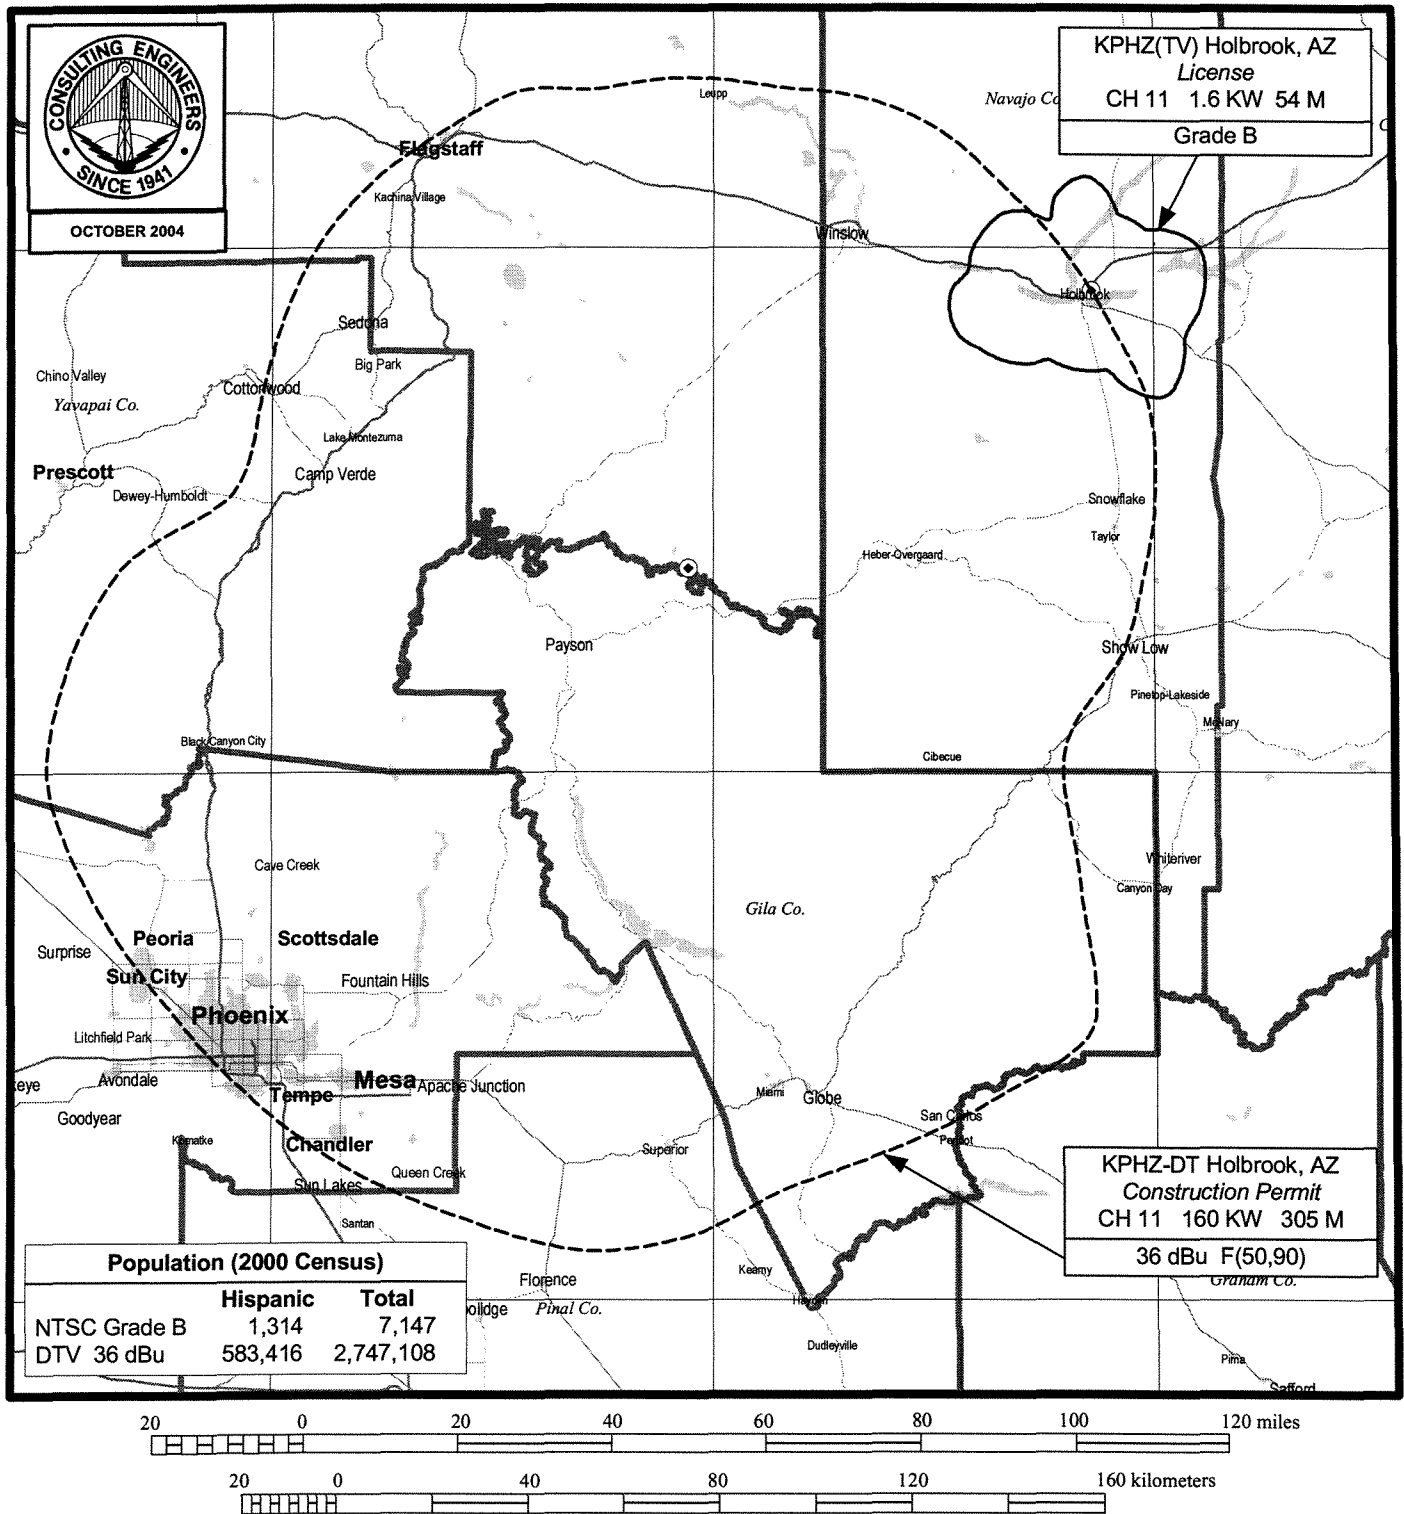 CONSULTING ENGINEERS
• SINCE 1941 •
OCTOBER 2004
KPHZ(TV) Holbrook, AZ
License
CH 11 1.6 KW 54 M
Grade B
Navajo Co
Leupp
Flagstaff
Kachina Village
Winslow
Holbrook
Sedona
Big Park
Chino Valley
Cottonwood
Yavapai Co.
Lake Montezuma
Prescott
Camp Verde
Dewey-Humboldt
Snowflake
Taylor
Heber-Overgaard
Payson
Show Low
Pinetop-Lakeside
McNary
Black Canyon City
Cibecue
Cave Creek
Whiteriver
Canyon Day
Gila Co.
Peoria
Scottsdale
Surprise
Sun City
Fountain Hills
Phoenix
Litchfield Park
keye
Avondale
Mesa
Apache Junction
Tempe
Miami
Globe
Goodyear
San Carlos
Komatke
Chandler
Peridot
Superior
Queen Creek
Sun Lakes
Santan
KPHZ-DT Holbrook, AZ
Construction Permit
CH 11 160 KW 305 M
36 dBu F(50,90)
Kearny
Florence
Graham Co.
Hayden
oolidge
Pinal Co.
Dudleyville
Pima
Safford
Population (2000 Census)
Hispanic Total
NTSC Grade B 1,314 7,147
DTV 36 dBu 583,416 2,747,108
20 0 20 40 60 80 100 120 miles
20 0 40 80 120 160 kilometers